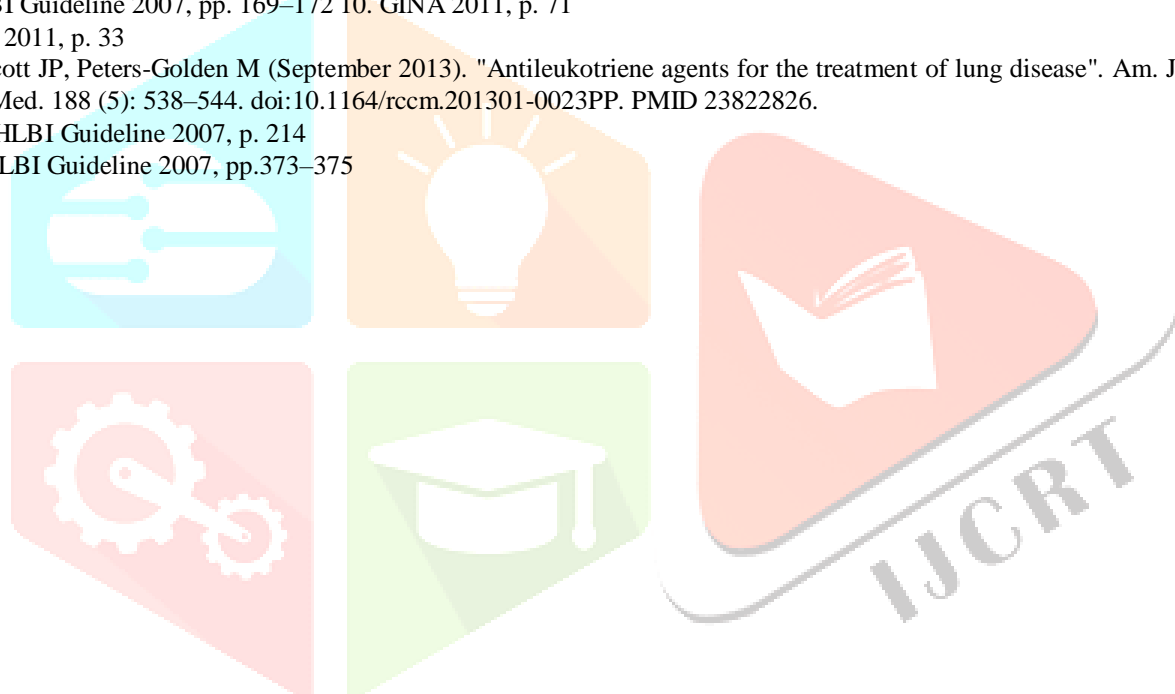 BI Guideline 2007, pp. 169–172 10. GINA 2011, p. 71
2011, p. 33
cott JP, Peters-Golden M (September 2013). "Antileukotriene agents for the treatment of lung disease". Am. J
Med. 188 (5): 538–544. doi:10.1164/rccm.201301-0023PP. PMID 23822826.
HLBI Guideline 2007, p. 214
LBI Guideline 2007, pp.373–375
IJCRT